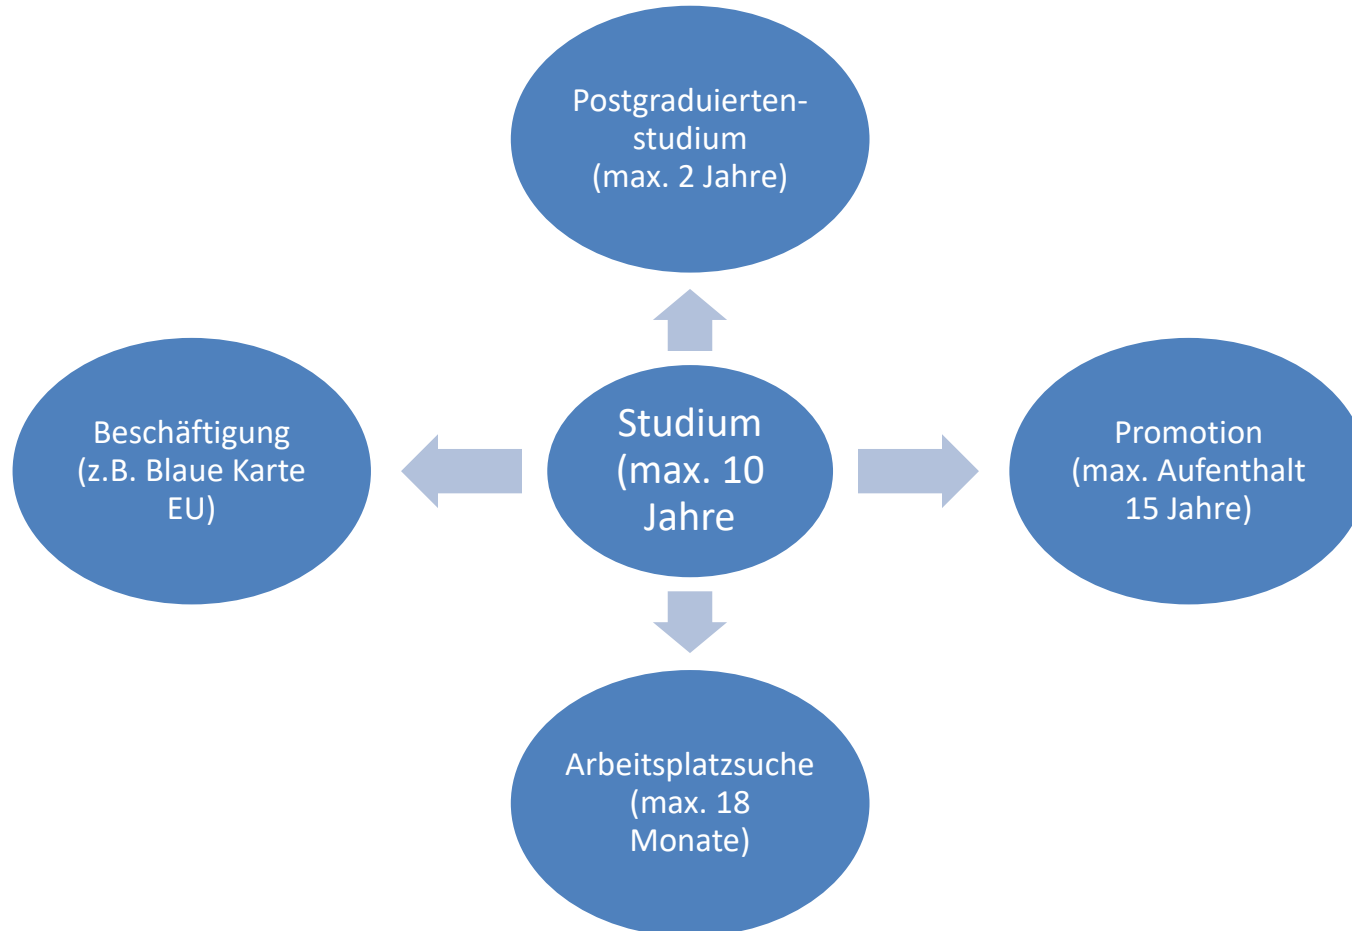 Postgraduierten-
studium
(max. 2 Jahre)
Beschäftigung
(z.B. Blaue Karte
EU)
Studium
(max. 10
Jahre
Promotion
(max. Aufenthalt
15 Jahre)
Arbeitsplatzsuche
(max. 18
Monate)